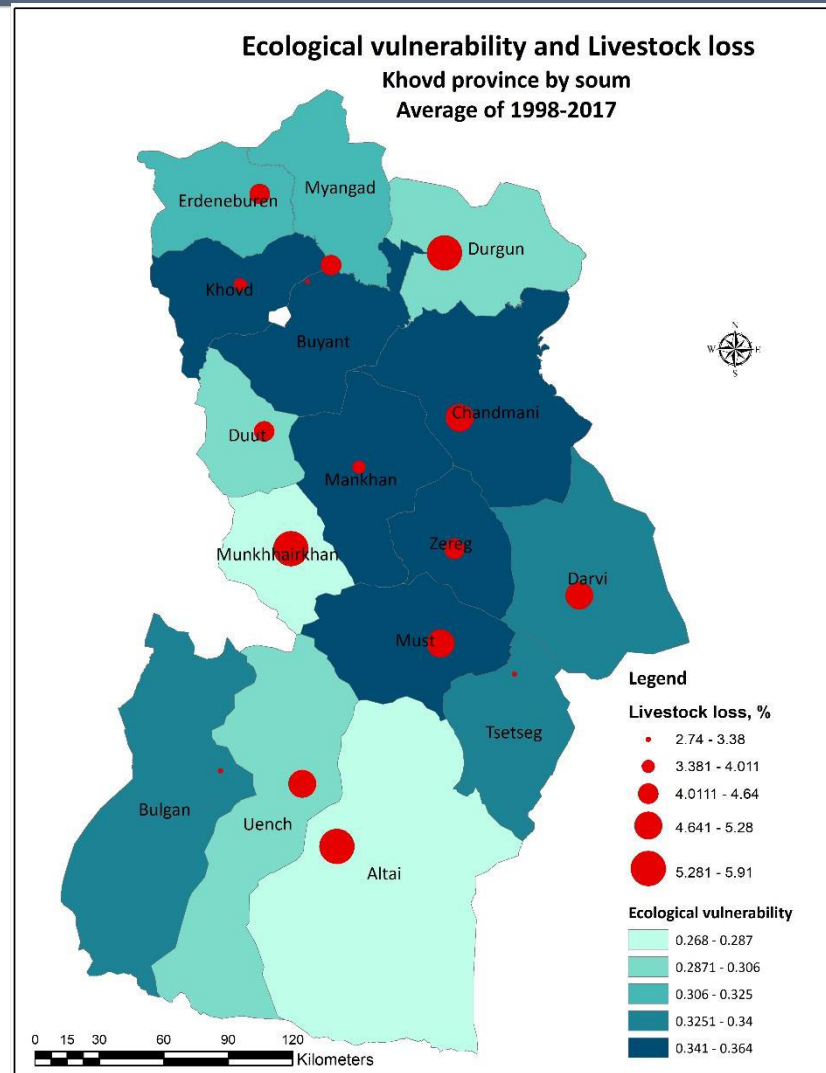 Ecological vulnerability and Livestock loss
Khovd province by soum
Average of 1998-2017
Myangad
Erdeneburen
Durgun
Khovd
Buyant
Chandmani
Duut
Mankhan
Zereg
Munkhhairkhan
Darvi
Must
Tsetseg
Bulgan
Uench
Altai
N
W
E
S
Legend
Livestock loss, %
2.74 - 3.38
3.381 - 4.011
4.0111 - 4.64
4.641 - 5.28
5.281 - 5.91
Ecological vulnerability
0.268 - 0.287
0.2871 - 0.306
0.306 - 0.325
0.3251 - 0.34
0.341 - 0.364
0 15 30 60 90 120
Kilometers